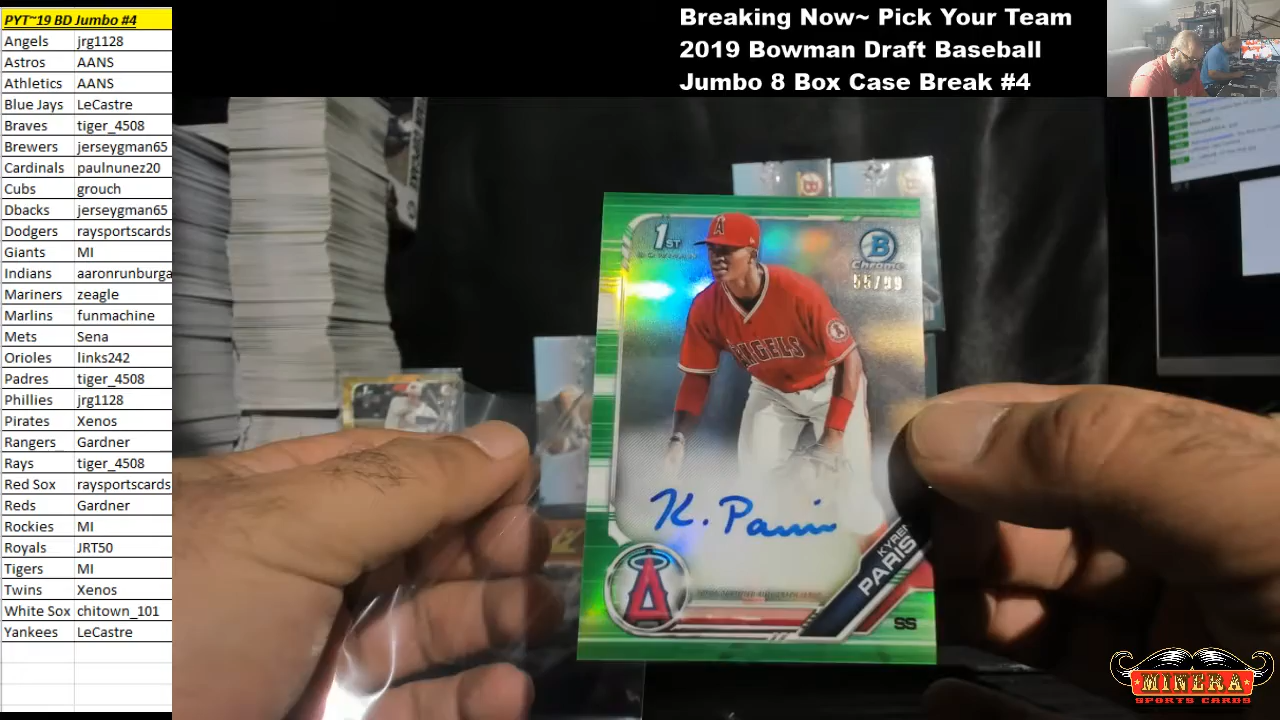 PYT~19 BD Jumbo #4
Angels jrg1128
Astros AANS
Athletics AANS
Blue Jays LeCastre
Braves tiger_4508
Brewers jerseygman65
Cardinals paulnunez20
Cubs grouch
Dbacks jerseygman65
Dodgers raysportscards
Giants MI
Indians aaronrunburga
Mariners zeagle
Marlins funmachine
Mets Sena
Orioles links242
Padres tiger_4508
Phillies jrg1128
Pirates Xenos
Rangers Gardner
Rays tiger_4508
Red Sox raysportscards
Reds Gardner
Rockies MI
Royals JRT50
Tigers MI
Twins Xenos
White Sox chitown_101
Yankees LeCastre
Breaking Now~ Pick Your Team
2019 Bowman Draft Baseball
Jumbo 8 Box Case Break #4
1ST
BOWMAN
B
Chrome
55/99
A
ANGELS
K. Paris
KYREN
PARIS
A
SS
MINERA
SPORTS CARDS